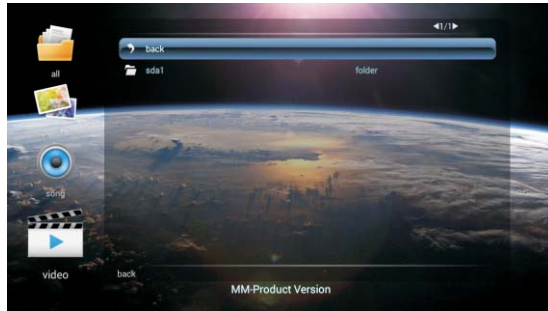 ◀1/1▶
back
all
sda1 folder
song
video
back
MM-Product Version